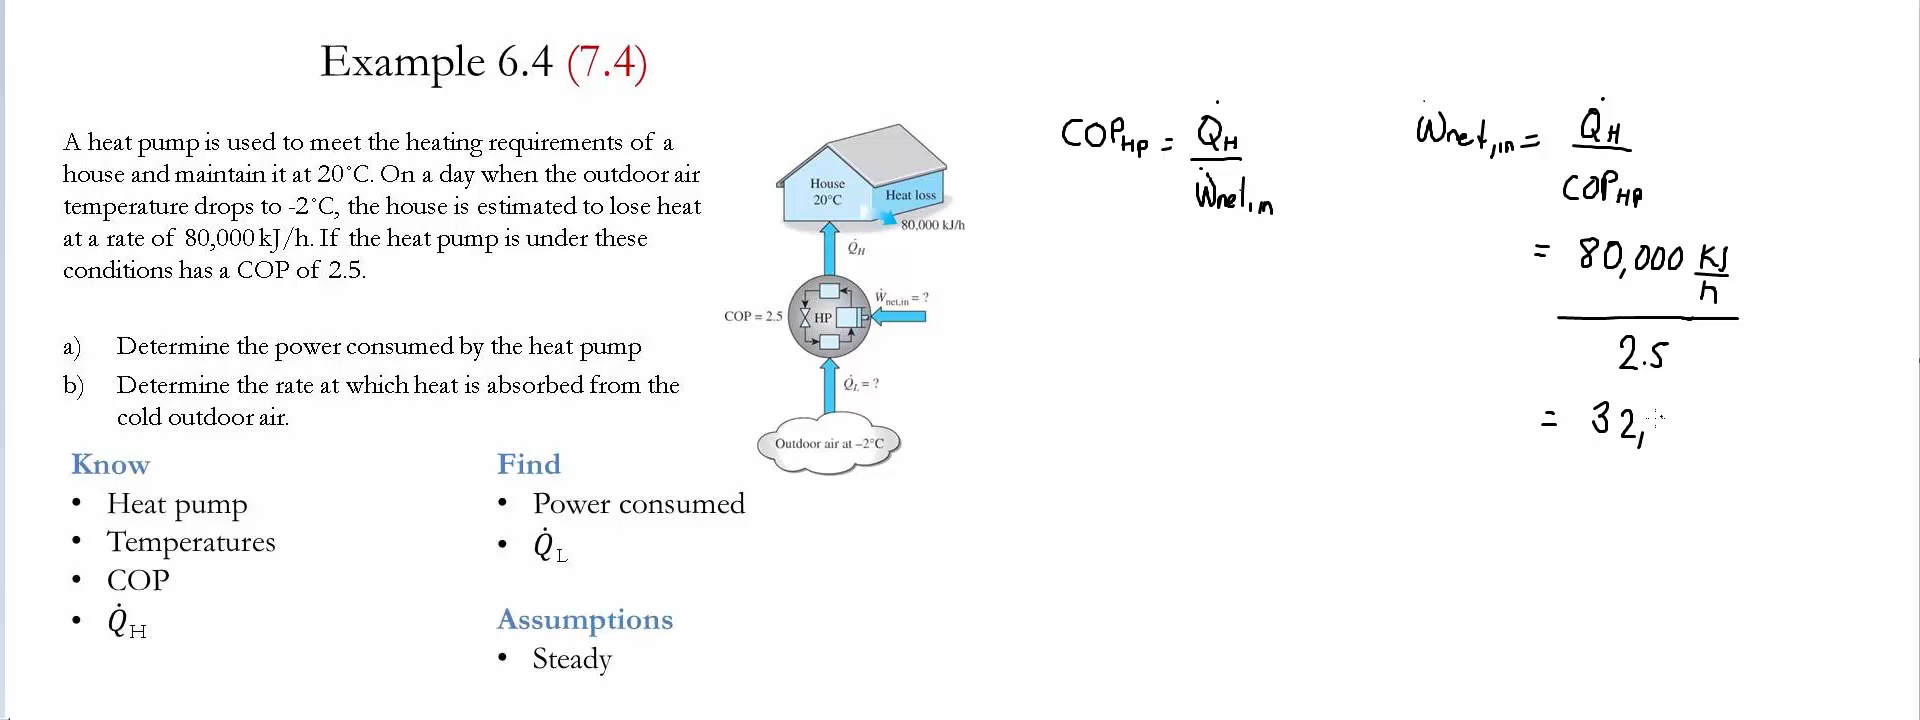 Example 6.4 (7.4)
A heat pump is used to meet the heating requirements of a
house and maintain it at 20°C. On a day when the outdoor air
temperature drops to -2°C, the house is estimated to lose heat
at a rate of 80,000 kJ/h. If the heat pump is under these
conditions has a COP of 2.5.
a) Determine the power consumed by the heat pump
b) Determine the rate at which heat is absorbed from the
cold outdoor air.
Know
• Heat pump
• Temperatures
• COP
• Q̇H
Find
• Power consumed
• Q̇L
Assumptions
• Steady
House
20°C
Heat loss
80,000 kJ/h
Q̇H
Ẇnet,in = ?
COP = 2.5
HP
Q̇L = ?
Outdoor air at –2°C
COPHP = Q̇H
Ẇnet,in
Ẇnet,in = Q̇H
COPHP
= 80,000 kJ
h
2.5
= 32,